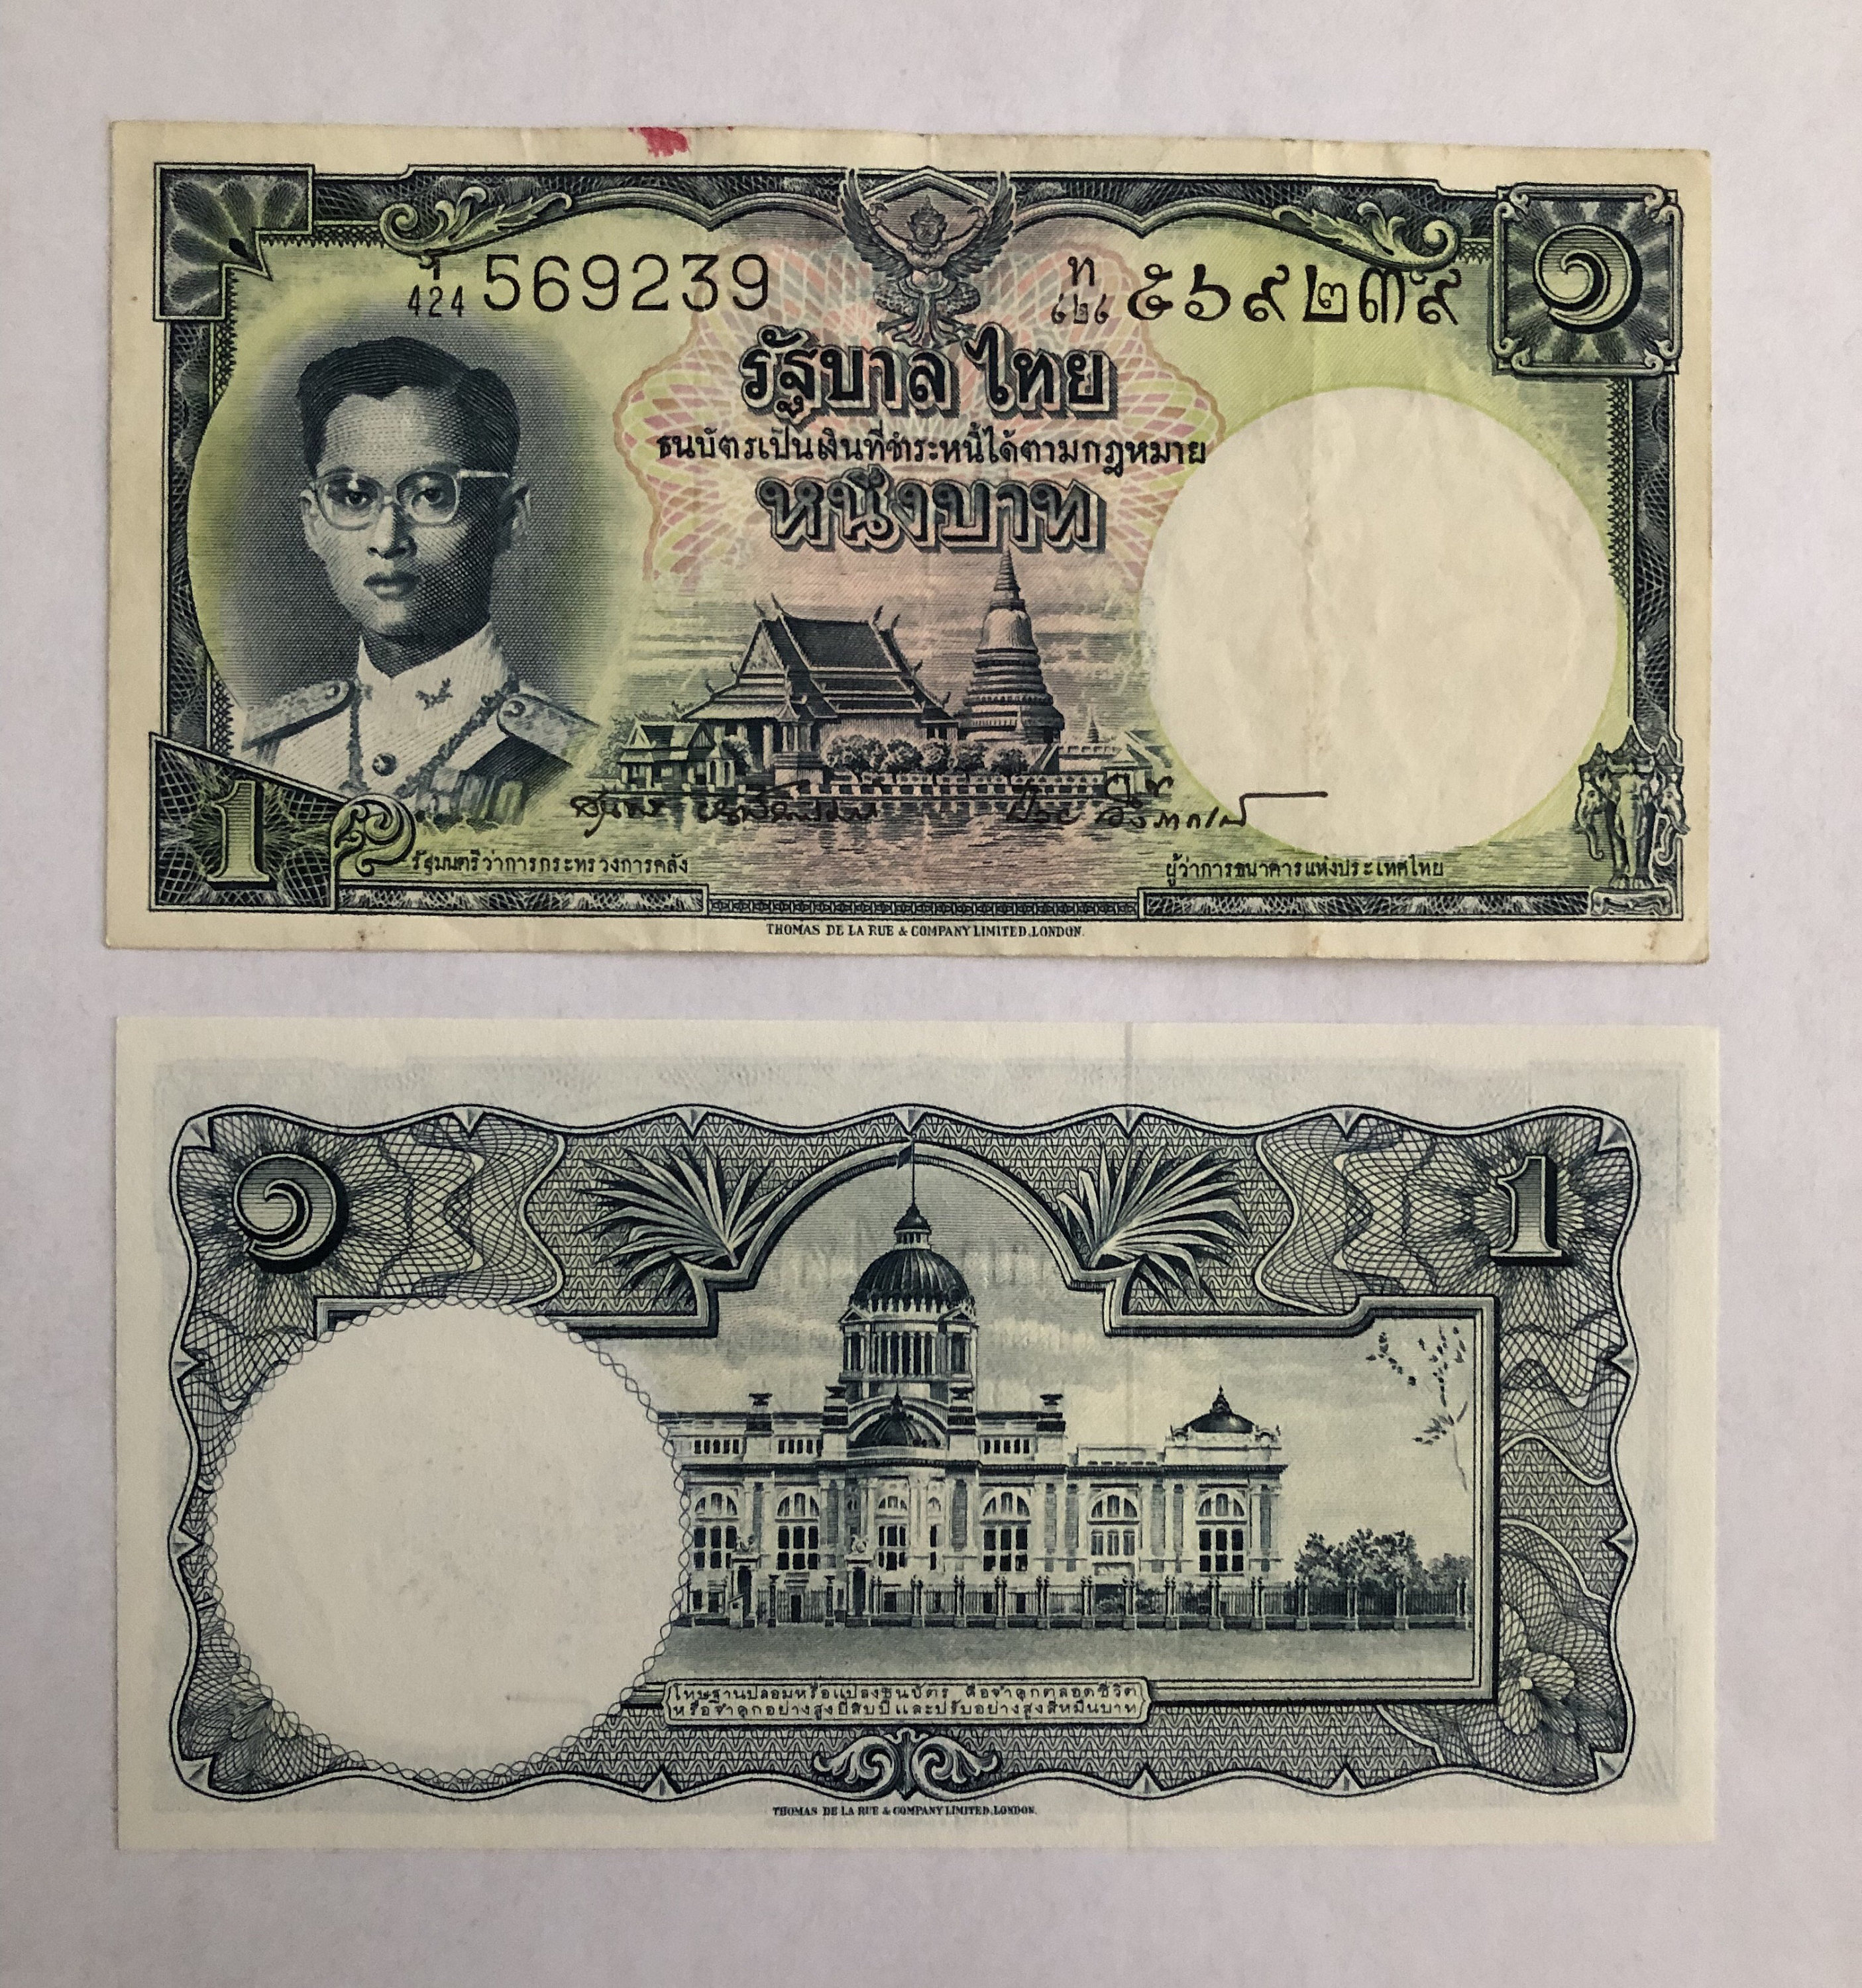 424 569239
ท ๔๒๔ ๕๖๙๒๓๙
๑
รัฐบาลไทย
ธนบัตรเป็นเงินที่ชำระหนี้ได้ตามกฎหมาย
หนึ่งบาท
1
รัฐมนตรีว่าการกระทรวงการคลัง
ผู้ว่าการธนาคารแห่งประเทศไทย
THOMAS DE LA RUE & COMPANY LIMITED, LONDON.
๑
1
โทษฐานปลอมหรือแปลงธนบัตร คือจำคุกตลอดชีวิต
หรือจำคุกอย่างสูงยี่สิบปีและปรับอย่างสูงสี่หมื่นบาท
THOMAS DE LA RUE & COMPANY LIMITED, LONDON.